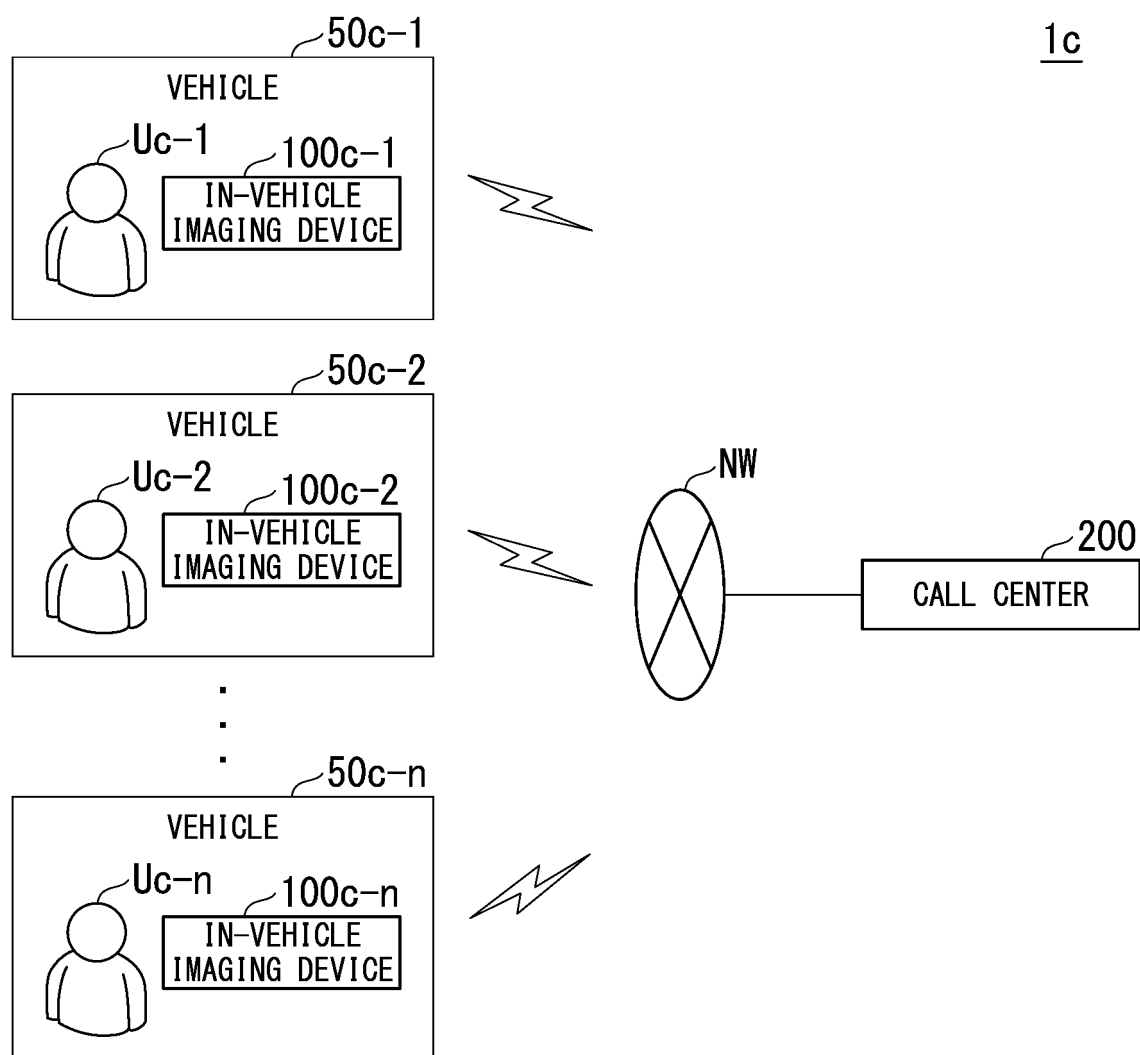 50c-1
1c
VEHICLE
Uc-1
100c-1
IN-VEHICLE
IMAGING DEVICE
50c-2
VEHICLE
Uc-2
100c-2
IN-VEHICLE
IMAGING DEVICE
NW
200
CALL CENTER
50c-n
VEHICLE
Uc-n
100c-n
IN-VEHICLE
IMAGING DEVICE